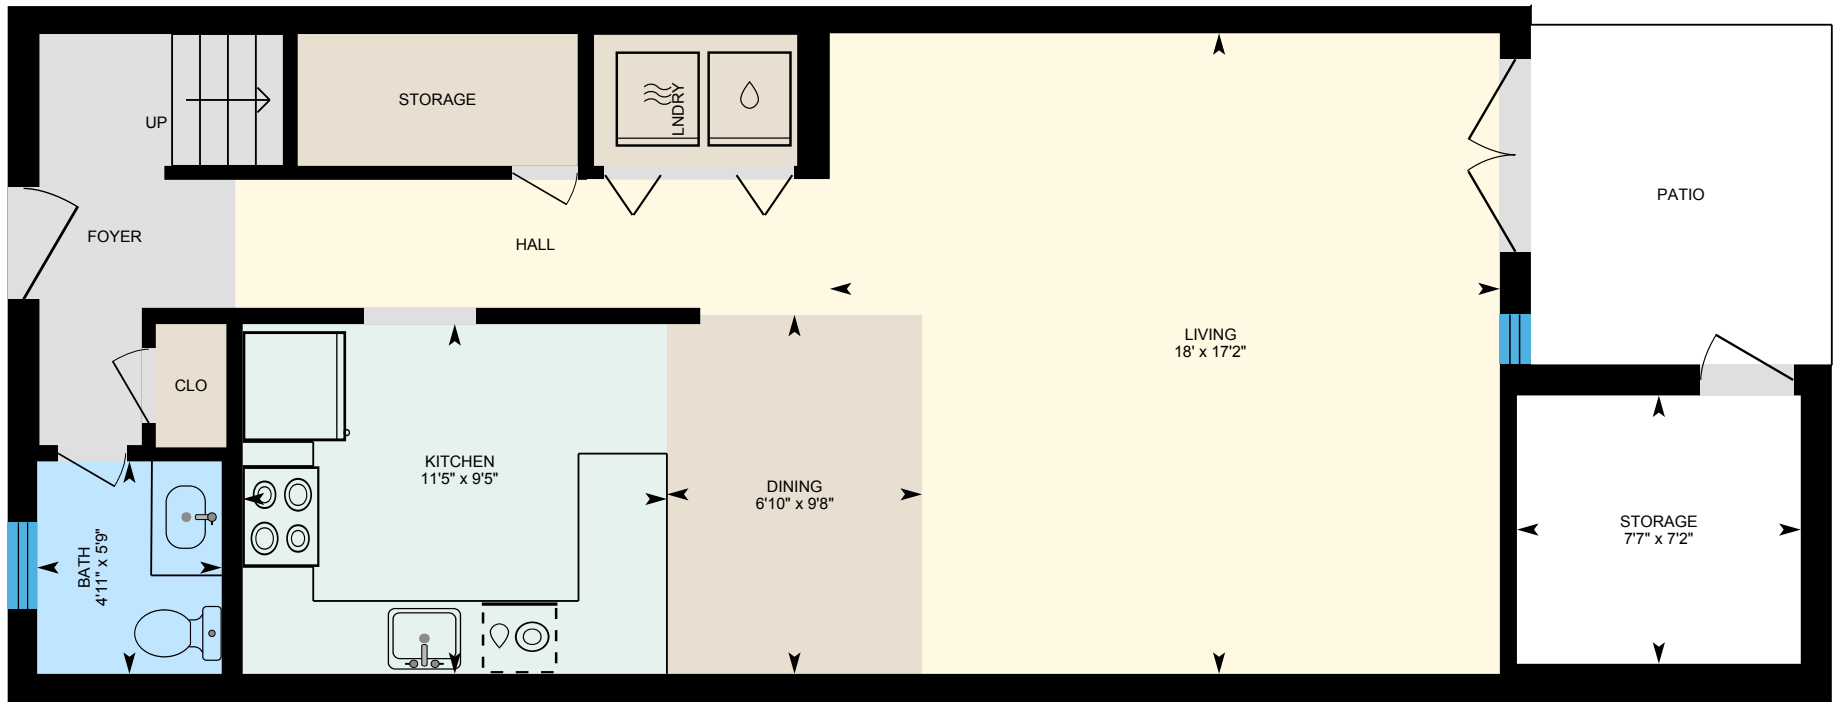 STORAGE
LNDRY
UP
PATIO
FOYER
HALL
LIVING
18' x 17'2"
CLO
KITCHEN
11'5" x 9'5"
DINING
6'10" x 9'8"
STORAGE
7'7" x 7'2"
BATH
4'11" x 5'9"